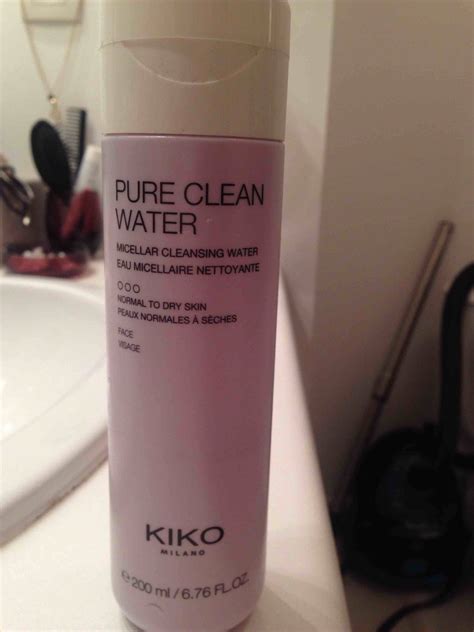 PURE CLEAN
WATER
MICELLAR CLEANSING WATER
EAU MICELLAIRE NETTOYANTE
OOO
NORMAL TO DRY SKIN
PEAUX NORMALES À SÈCHES
FACE
VISAGE
KIKO
MILANO
e 200 ml / 6.76 FL.OZ.